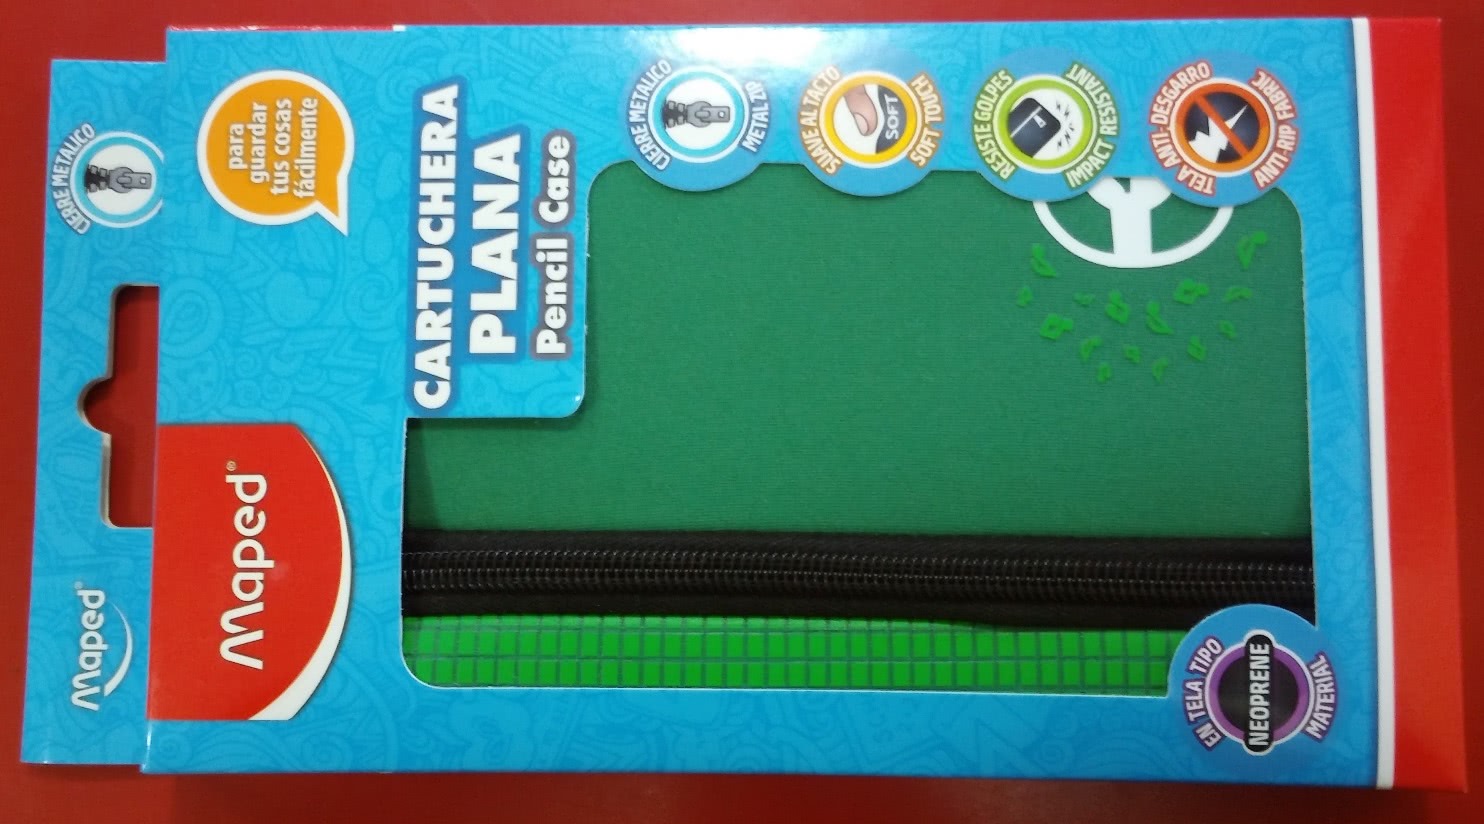 CIERRE METALICO
Maped®
para
guardar
tus cosas
fácilmente
Maped®
CARTUCHERA
PLANA
Pencil Case
CIERRE METALICO
METAL ZIP
SUAVE AL TACTO
SOFT
SOFT TOUCH
RESISTE GOLPES
IMPACT RESISTANT
TELA ANTI-DESGARRO
ANTI-RIP FABRIC
EN TELA TIPO
NEOPRENE
MATERIAL